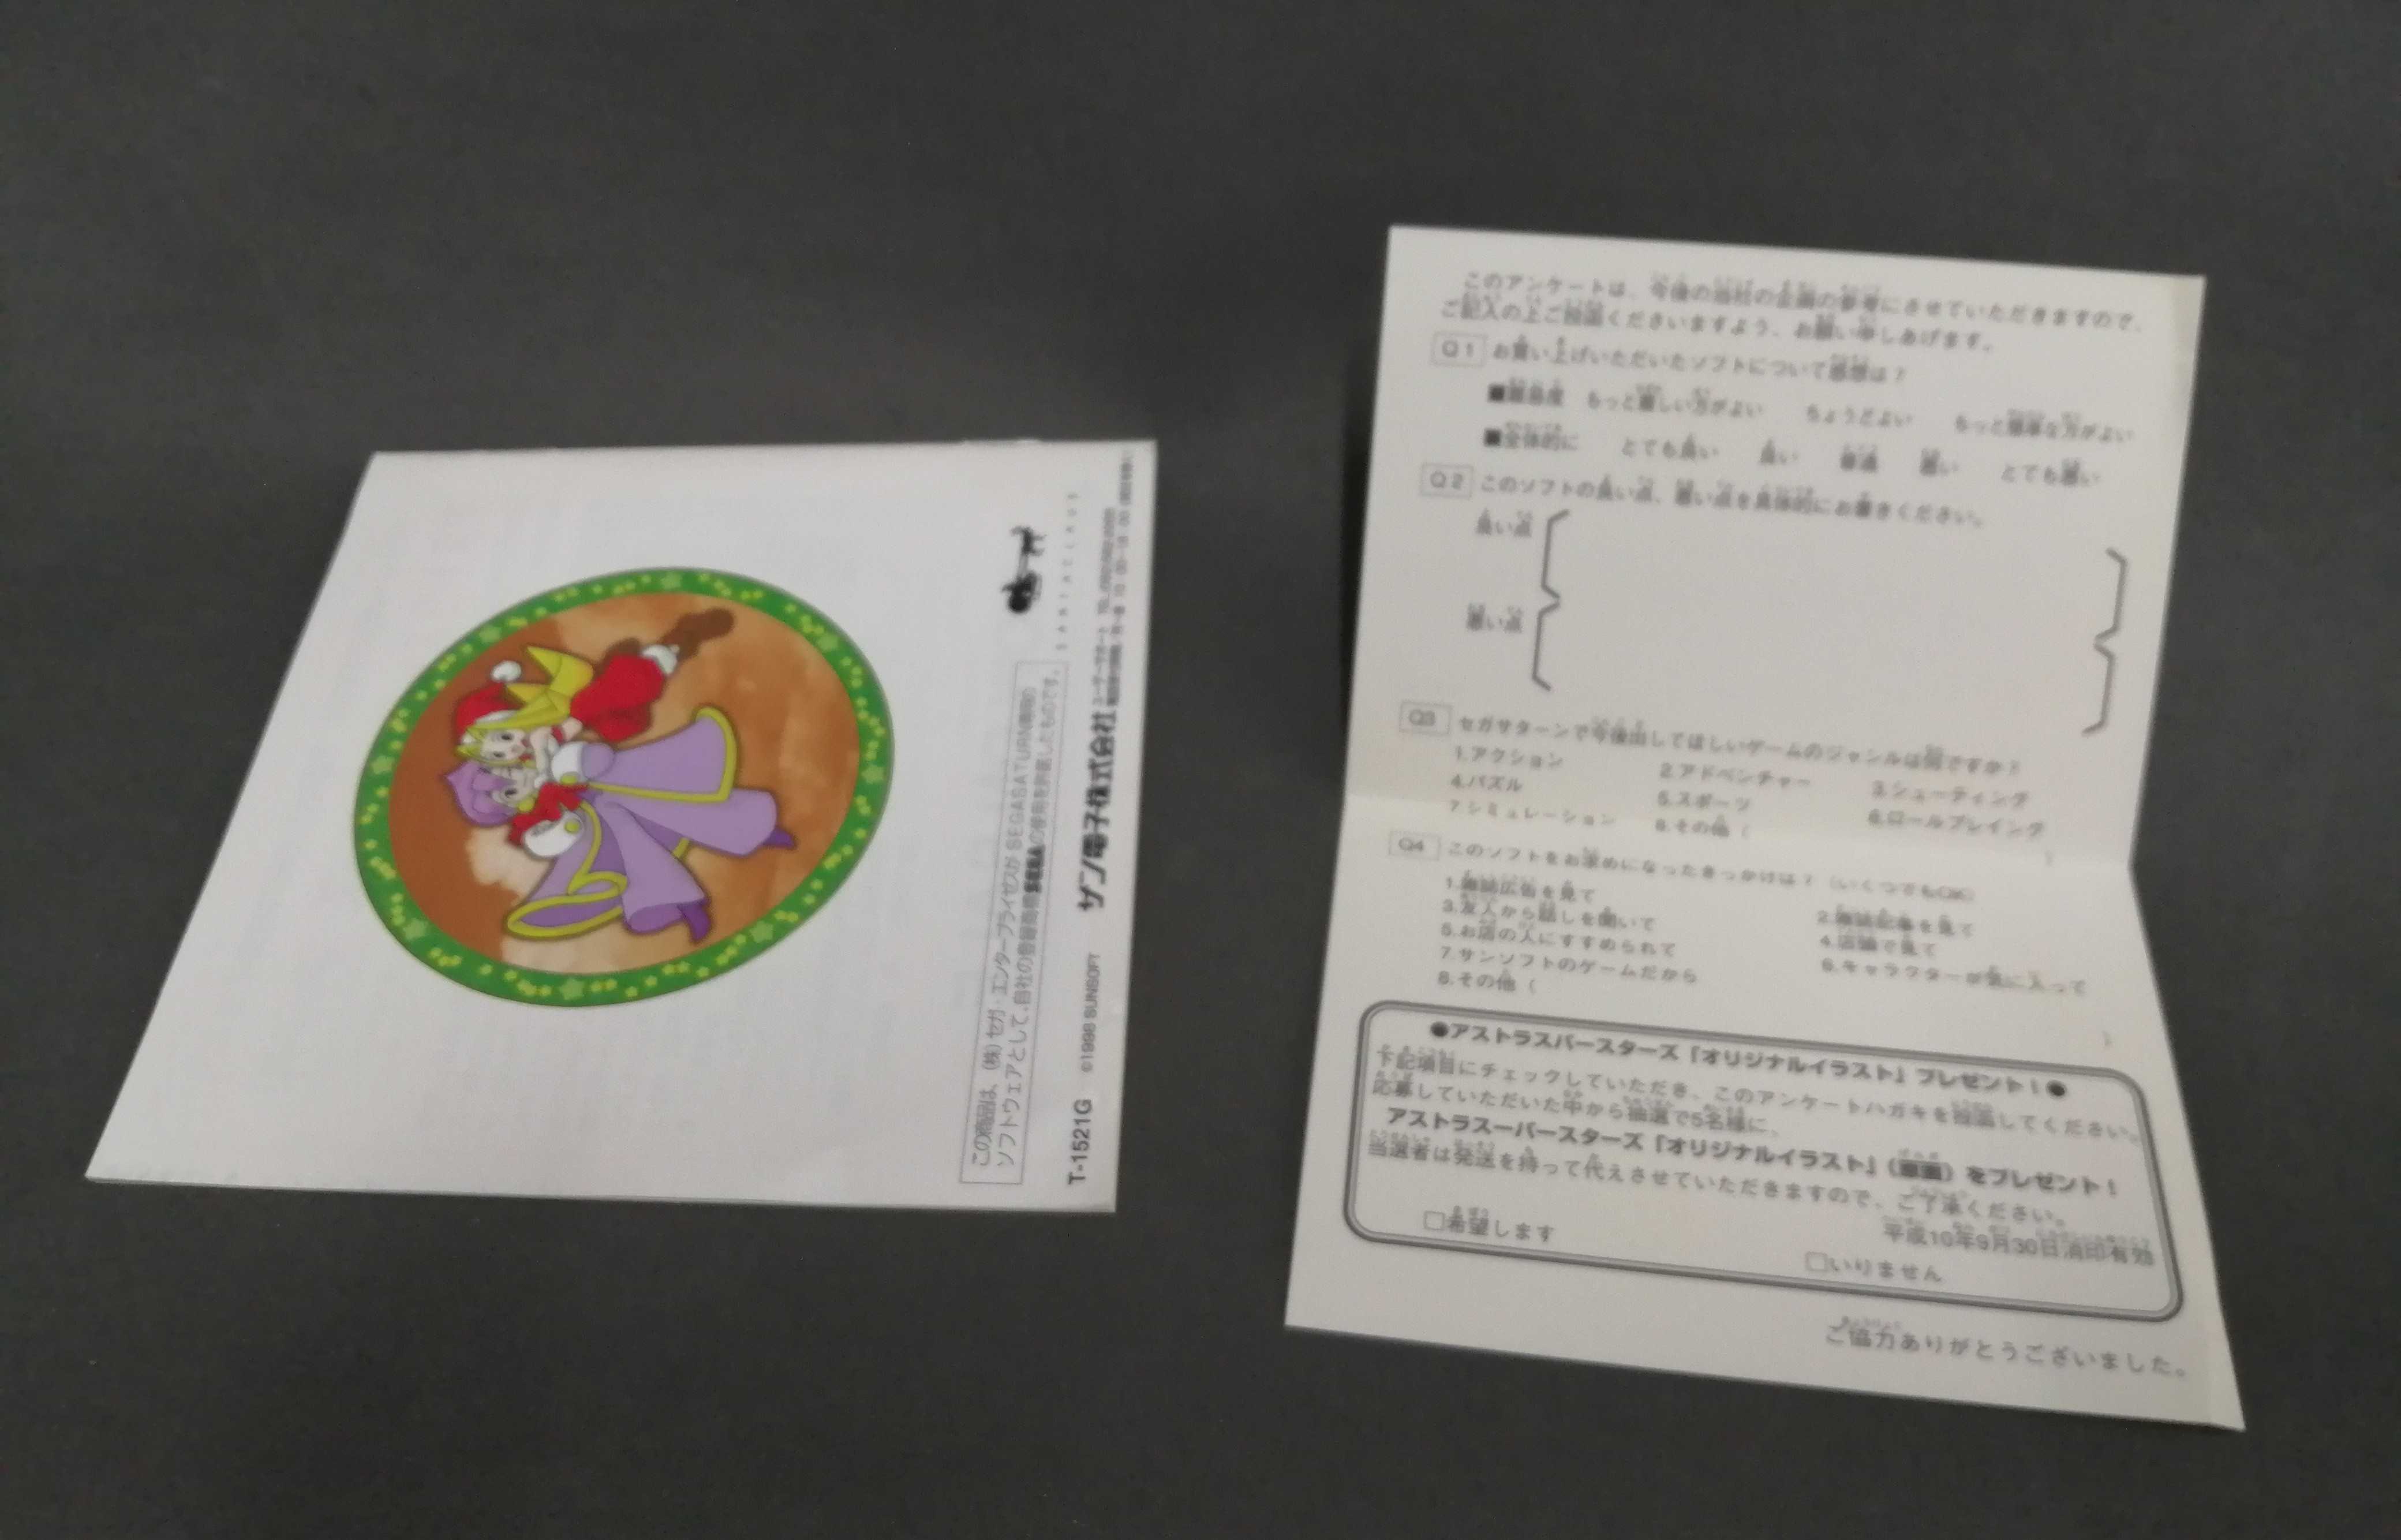 この商品は、(株)セガ・エンタープライゼスがSEGASATURN専用の
ソフトウェアとして、自社の登録商標SEGAの使用を許諾したものです。
SANTACLAUS
T-1521G ©1998 SUNSOFT サン電子株式会社 ユーザーサポート
このアンケートは、今後の当社の企画の参考にさせていただきますので、
ご記入の上ご投函くださいますよう、お願い申しあげます。
Q1 お買い上げいただいたソフトについて感想は?
■難易度 もっと難しい方がよい ちょうどよい もっと簡単な方がよい
■全体的に とても良い 良い 普通 悪い とても悪い
Q2 このソフトの良い点、悪い点を具体的にお書きください。
良い点
悪い点
Q3 セガサターンで今後出してほしいゲームのジャンルは何ですか?
1.アクション 2.アドベンチャー 3.シューティング
4.パズル 5.スポーツ 6.ロールプレイング
7.シミュレーション 8.その他( )
Q4 このソフトをお求めになったきっかけは?(いくつでもOK)
1.雑誌広告を見て 2.雑誌記事を見て
3.友人から話しを聞いて 4.店頭で見て
5.お店の人にすすめられて 6.キャラクターが気に入って
7.サンソフトのゲームだから
8.その他( )
●アストラスパースターズ「オリジナルイラスト」プレゼント!●
下記項目にチェックしていただき、このアンケートハガキを投函してください。
応募していただいた中から抽選で5名様に、
アストラスーパースターズ「オリジナルイラスト」(原画)をプレゼント!
当選者は発送を持って代えさせていただきますので、ご了承ください。
平成10年9月30日消印有効
□希望します □いりません
ご協力ありがとうございました。